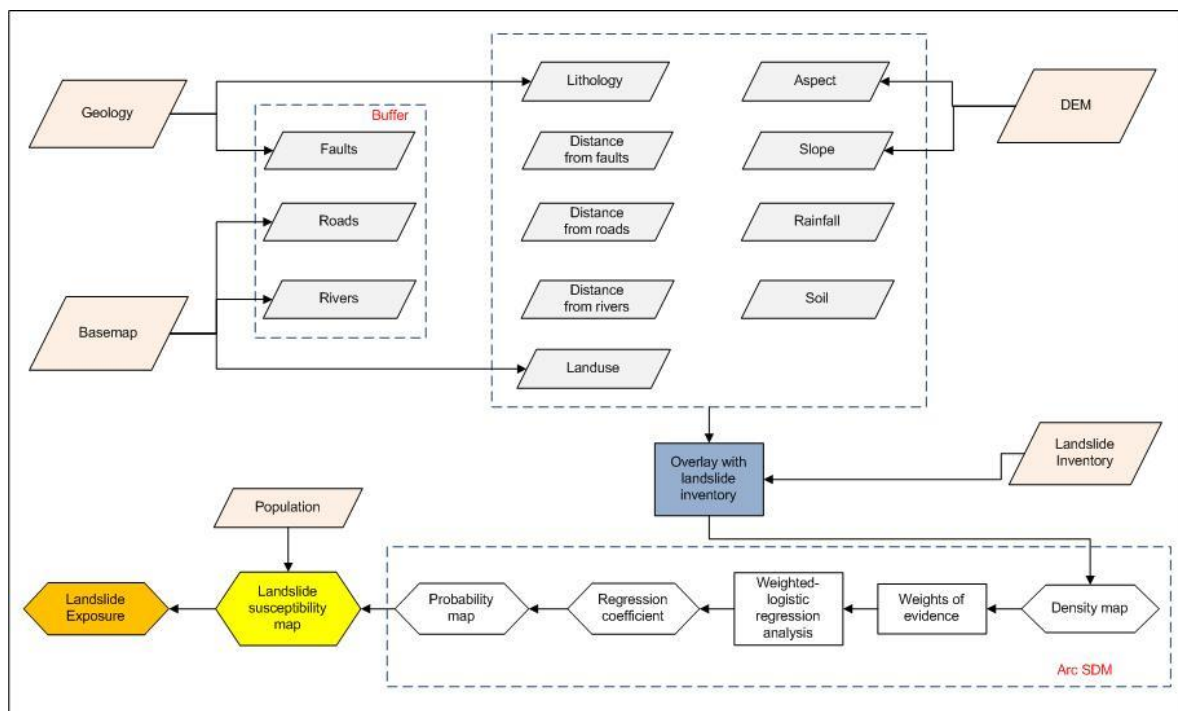 Geology
Buffer
Faults
Roads
Rivers
Basemap
Lithology
Distance
from faults
Distance
from roads
Distance
from rivers
Landuse
Aspect
Slope
Rainfall
Soil
DEM
Landslide
Inventory
Overlay with
landslide
inventory
Population
Landslide
Exposure
Landslide
susceptibility
map
Probability
map
Regression
coefficient
Weighted-
logistic
regression
analysis
Weights of
evidence
Density map
Arc SDM